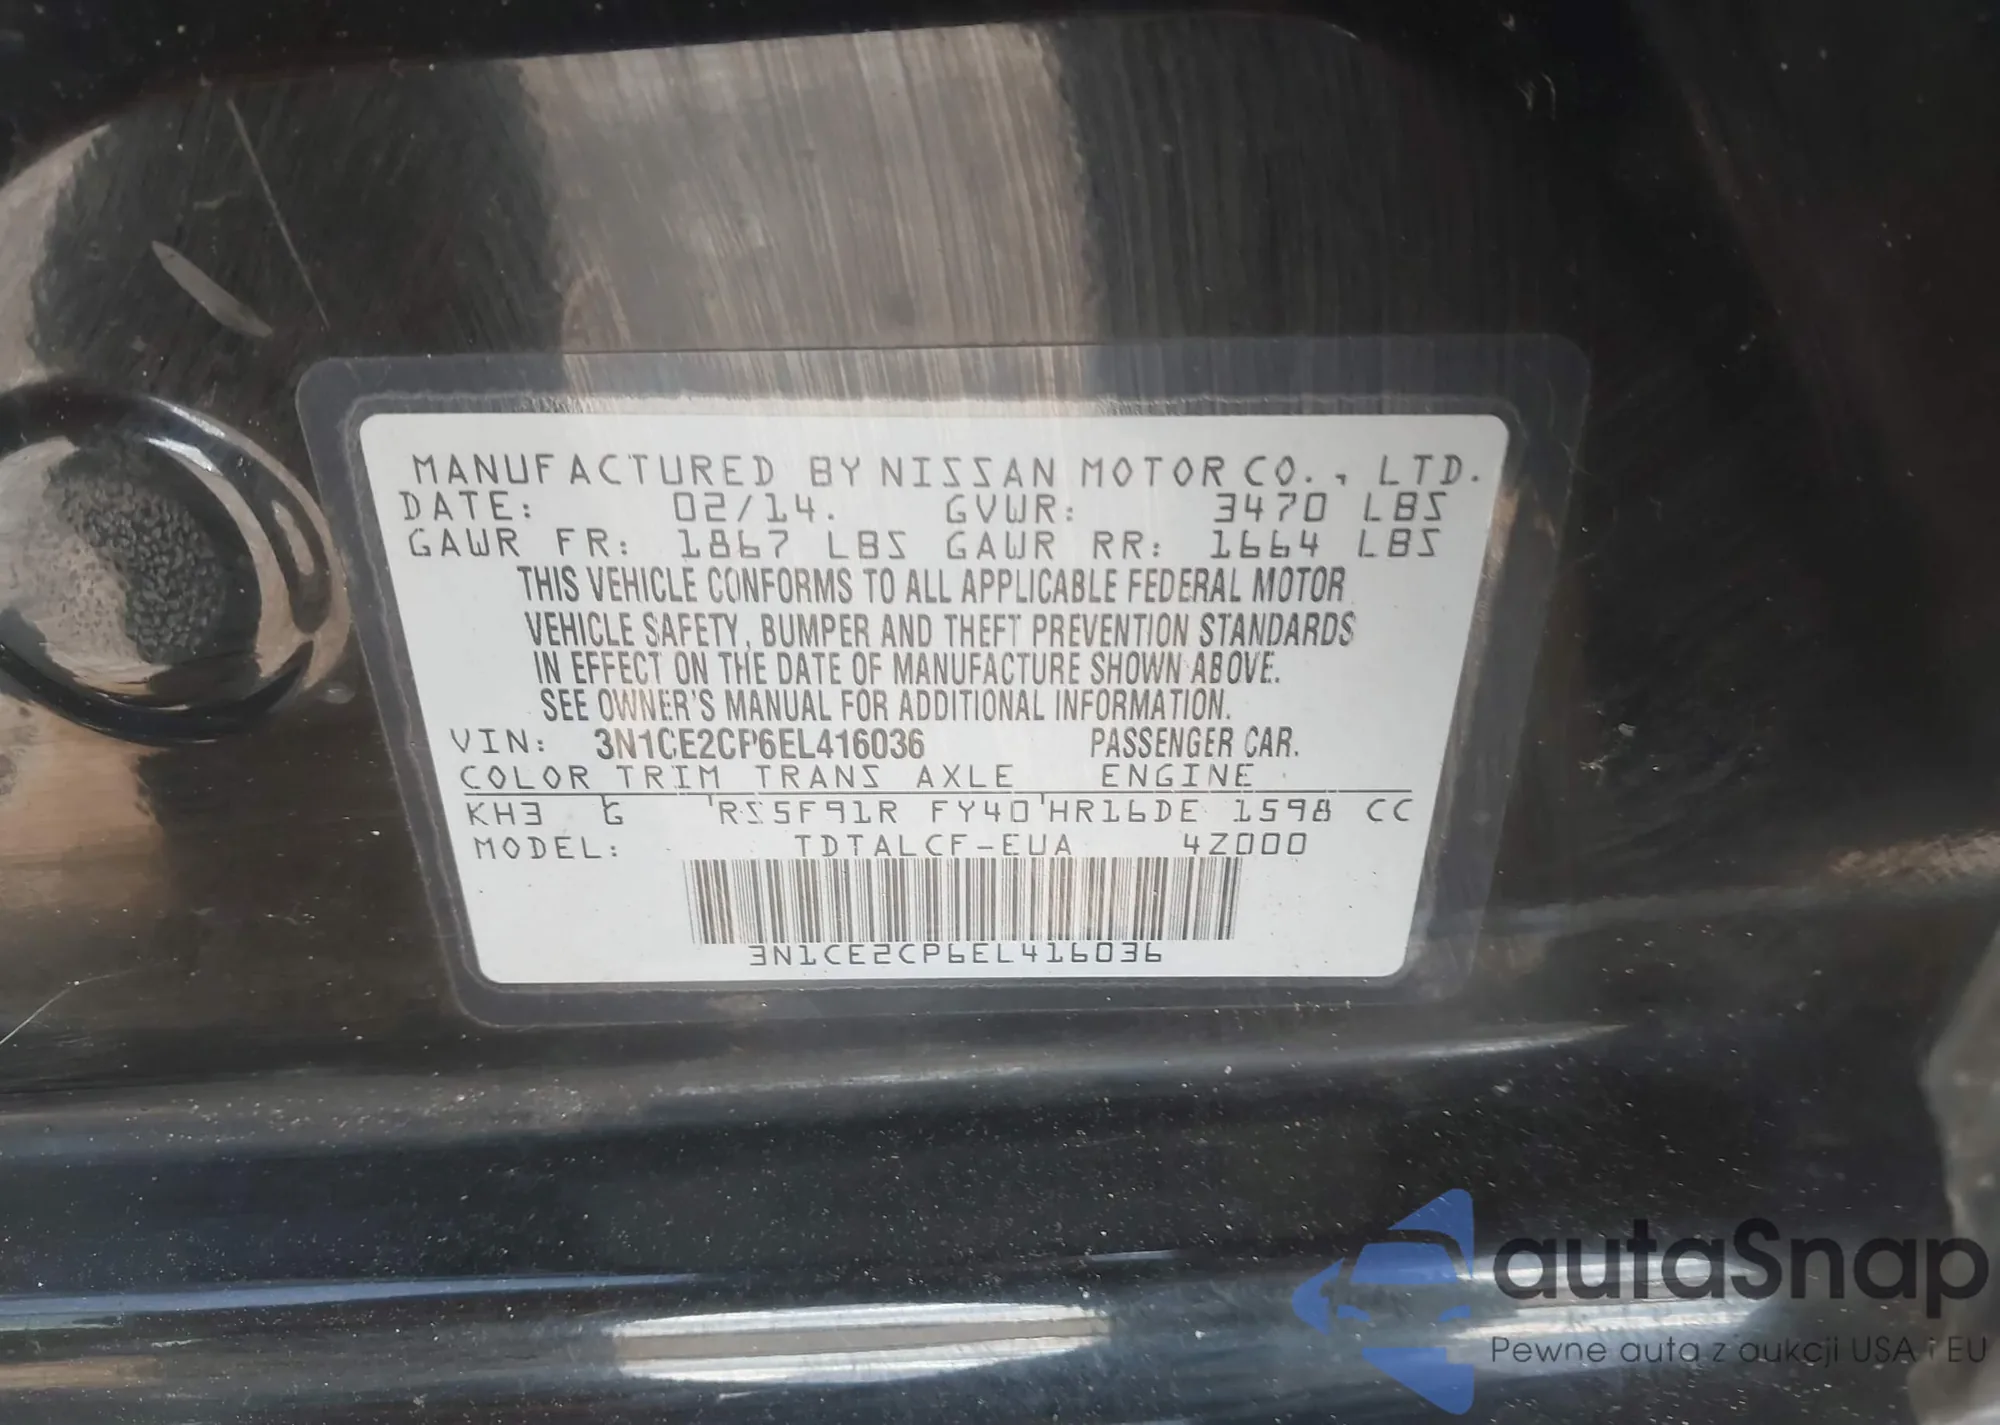 MANUFACTURED BY NISSAN MOTOR CO., LTD.
DATE: 02/14. GVWR: 3470 LBS
GAWR FR: 1867 LBS GAWR RR: 1664 LBS
THIS VEHICLE CONFORMS TO ALL APPLICABLE FEDERAL MOTOR
VEHICLE SAFETY, BUMPER AND THEFT PREVENTION STANDARDS
IN EFFECT ON THE DATE OF MANUFACTURE SHOWN ABOVE.
SEE OWNER'S MANUAL FOR ADDITIONAL INFORMATION.
VIN: 3N1CE2CP6EL416036 PASSENGER CAR.
COLOR TRIM TRANS AXLE ENGINE
KH3 G RS5F91R FY40 HR16DE 1598 CC
MODEL: TDTALCF-EUA 4Z000
3N1CE2CP6EL416036
autaSnap
Pewne auta z aukcji USA i EU